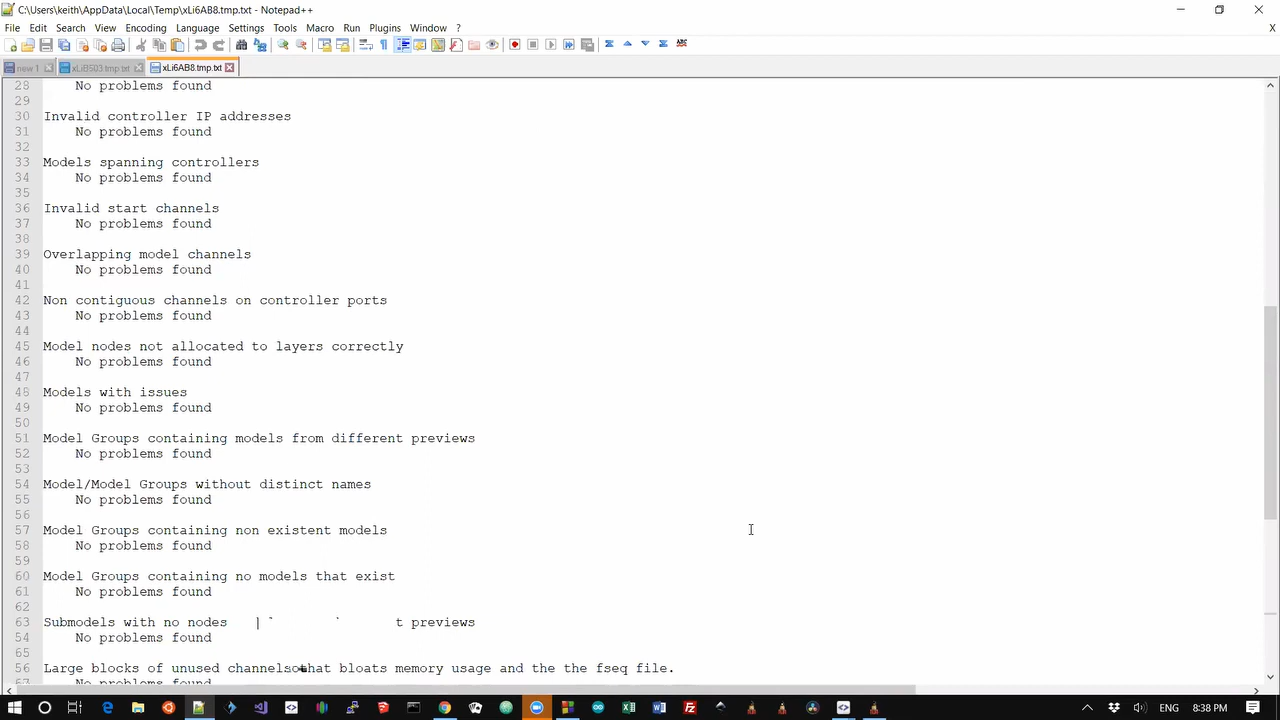 C:\Users\keith\AppData\Local\Temp\xLi6AB8.tmp.txt - Notepad++
File Edit Search View Encoding Language Settings Tools Macro Run Plugins Window ? X
new 1 xLiB503.tmp.txt xLi6AB8.tmp.txt
28 No problems found
29
30 Invalid controller IP addresses
31 No problems found
32
33 Models spanning controllers
34 No problems found
35
36 Invalid start channels
37 No problems found
38
39 Overlapping model channels
40 No problems found
41
42 Non contiguous channels on controller ports
43 No problems found
44
45 Model nodes not allocated to layers correctly
46 No problems found
47
48 Models with issues
49 No problems found
50
51 Model Groups containing models from different previews
52 No problems found
53
54 Model/Model Groups without distinct names
55 No problems found
56
57 Model Groups containing non existent models
58 No problems found
59
60 Model Groups containing no models that exist
61 No problems found
62
63 Submodels with no nodes t previews
54 No problems found
65
56 Large blocks of unused channels that bloats memory usage and the the fseq file.
No problems found
ENG 8:38 PM